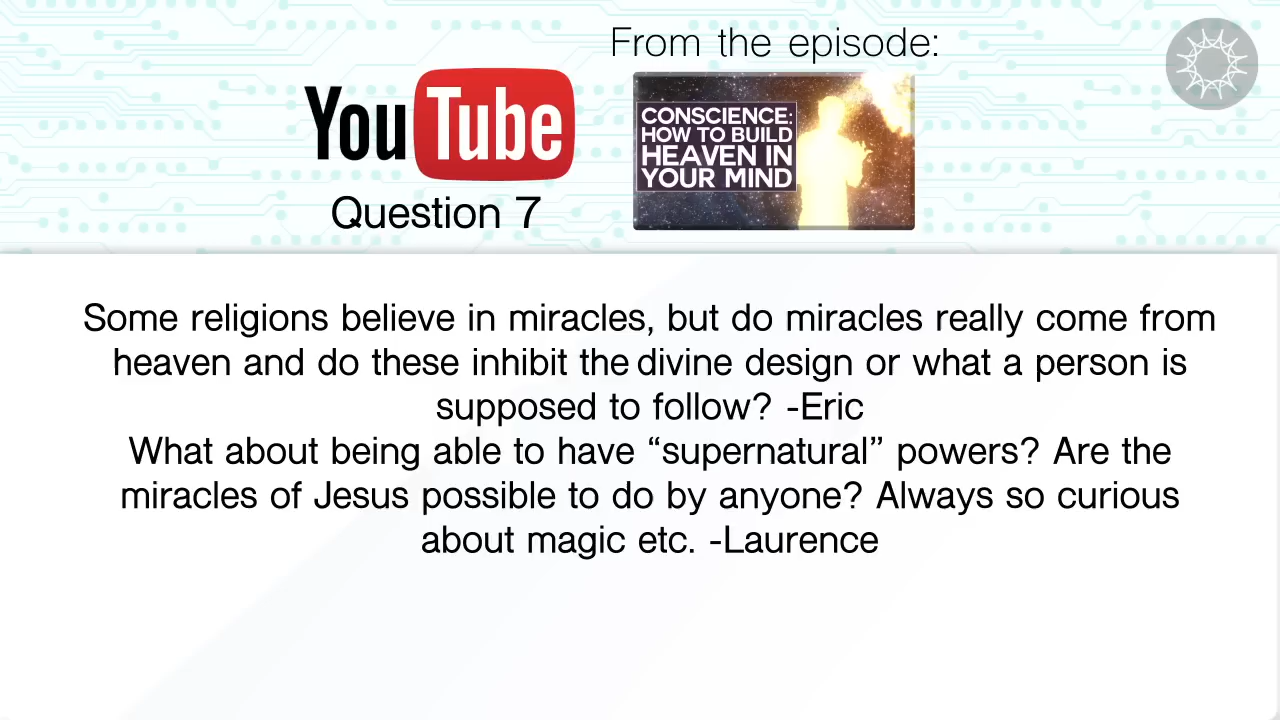 From the episode:
YouTube
Question 7
CONSCIENCE:
HOW TO BUILD
HEAVEN IN
YOUR MIND
Some religions believe in miracles, but do miracles really come from
heaven and do these inhibit the divine design or what a person is
supposed to follow? -Eric
What about being able to have “supernatural” powers? Are the
miracles of Jesus possible to do by anyone? Always so curious
about magic etc. -Laurence